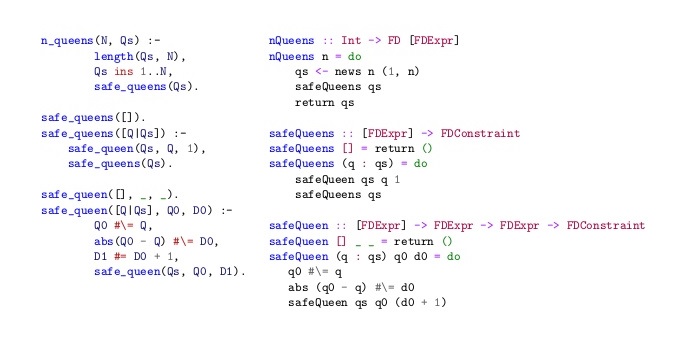 n_queens(N, Qs) :-
        length(Qs, N),
        Qs ins 1..N,
        safe_queens(Qs).

safe_queens([]).
safe_queens([Q|Qs]) :-
    safe_queen(Qs, Q, 1),
    safe_queens(Qs).

safe_queen([], _, _).
safe_queen([Q|Qs], Q0, D0) :-
        Q0 #\= Q,
        abs(Q0 - Q) #\= D0,
        D1 #= D0 + 1,
        safe_queen(Qs, Q0, D1).

nQueens :: Int -> FD [FDExpr]
nQueens n = do
    qs <- news n (1, n)
    safeQueens qs
    return qs

safeQueens :: [FDExpr] -> FDConstraint
safeQueens [] = return ()
safeQueens (q : qs) = do
    safeQueen qs q 1
    safeQueens qs

safeQueen :: [FDExpr] -> FDExpr -> FDExpr -> FDConstraint
safeQueen [] _ _ = return ()
safeQueen (q : qs) q0 d0 = do
   q0 #\= q
   abs (q0 - q) #\= d0
   safeQueen qs q0 (d0 + 1)